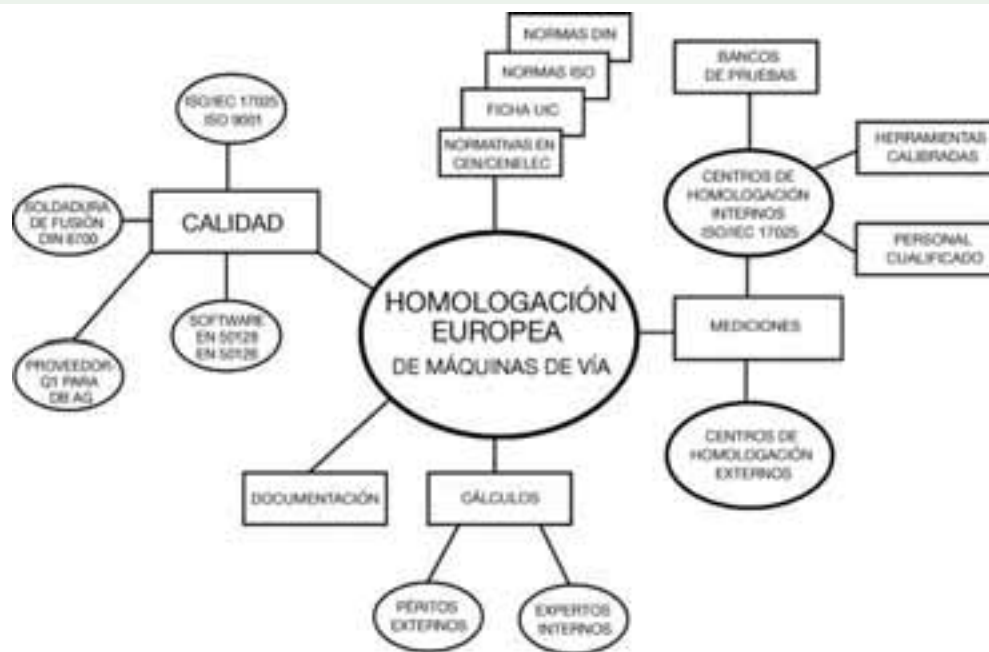 NORMAS DIN
NORMAS ISO
FICHA UIC
NORMATIVAS EN
CEN/CENELEC
BANCOS
DE PRUEBAS
ISO/IEC 17025
ISO 9001
HERRAMIENTAS
CALIBRADAS
CENTROS DE
HOMOLOGACIÓN
INTERNOS
ISO/IEC 17025
SOLDADURA
DE FUSIÓN
DIN 6700
CALIDAD
PERSONAL
CUALIFICADO
HOMOLOGACIÓN
EUROPEA
DE MÁQUINAS DE VÍA
MEDICIONES
SOFTWARE
EN 50128
EN 50126
PROVEEDOR-
Q1 PARA
DB AG
CENTROS DE
HOMOLOGACIÓN
EXTERNOS
DOCUMENTACIÓN
CÁLCULOS
PÉRITOS
EXTERNOS
EXPERTOS
INTERNOS